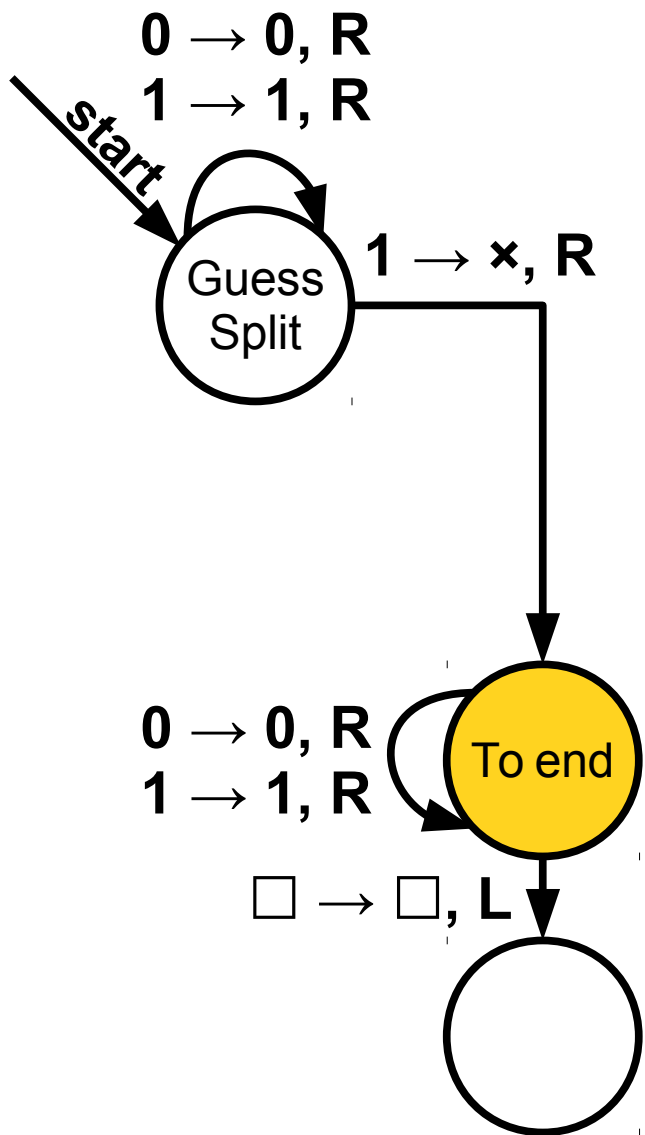 0 → 0, R
1 → 1, R
start
Guess
Split
1 → ×, R
0 → 0, R
1 → 1, R
To end
□ → □, L